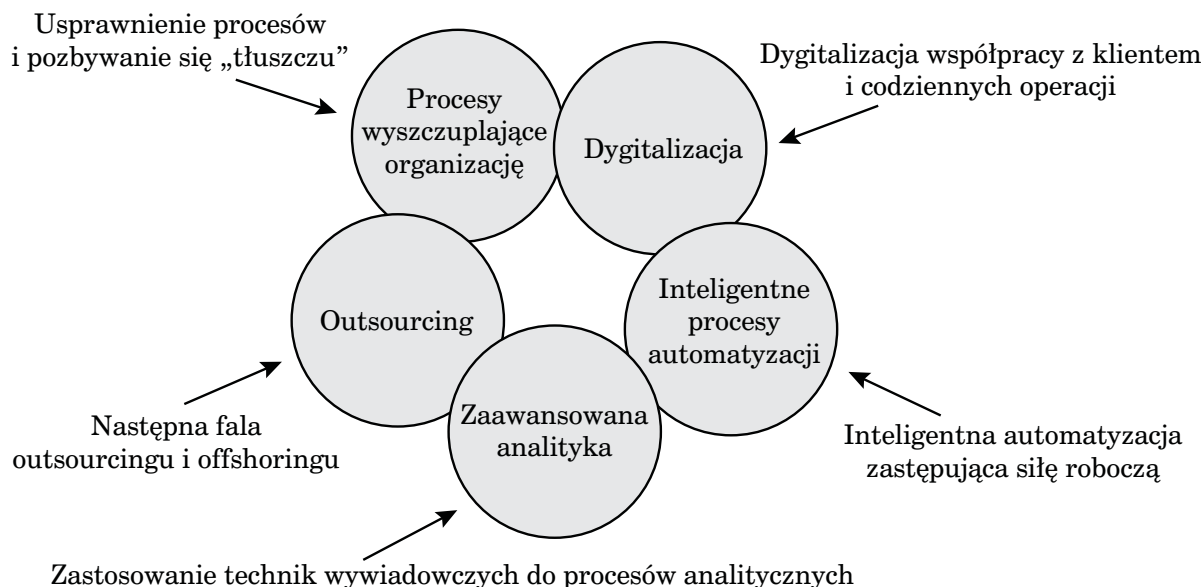 Usprawnienie procesów
i pozbywanie się „tłuszczu”
Dygitalizacja współpracy z klientem
i codziennych operacji
Procesy
wyszczuplające
organizację
Dygitalizacja
Outsourcing
Inteligentne
procesy
automatyzacji
Zaawansowana
analityka
Następna fala
outsourcingu i offshoringu
Inteligentna automatyzacja
zastępująca siłę roboczą
Zastosowanie technik wywiadowczych do procesów analitycznych